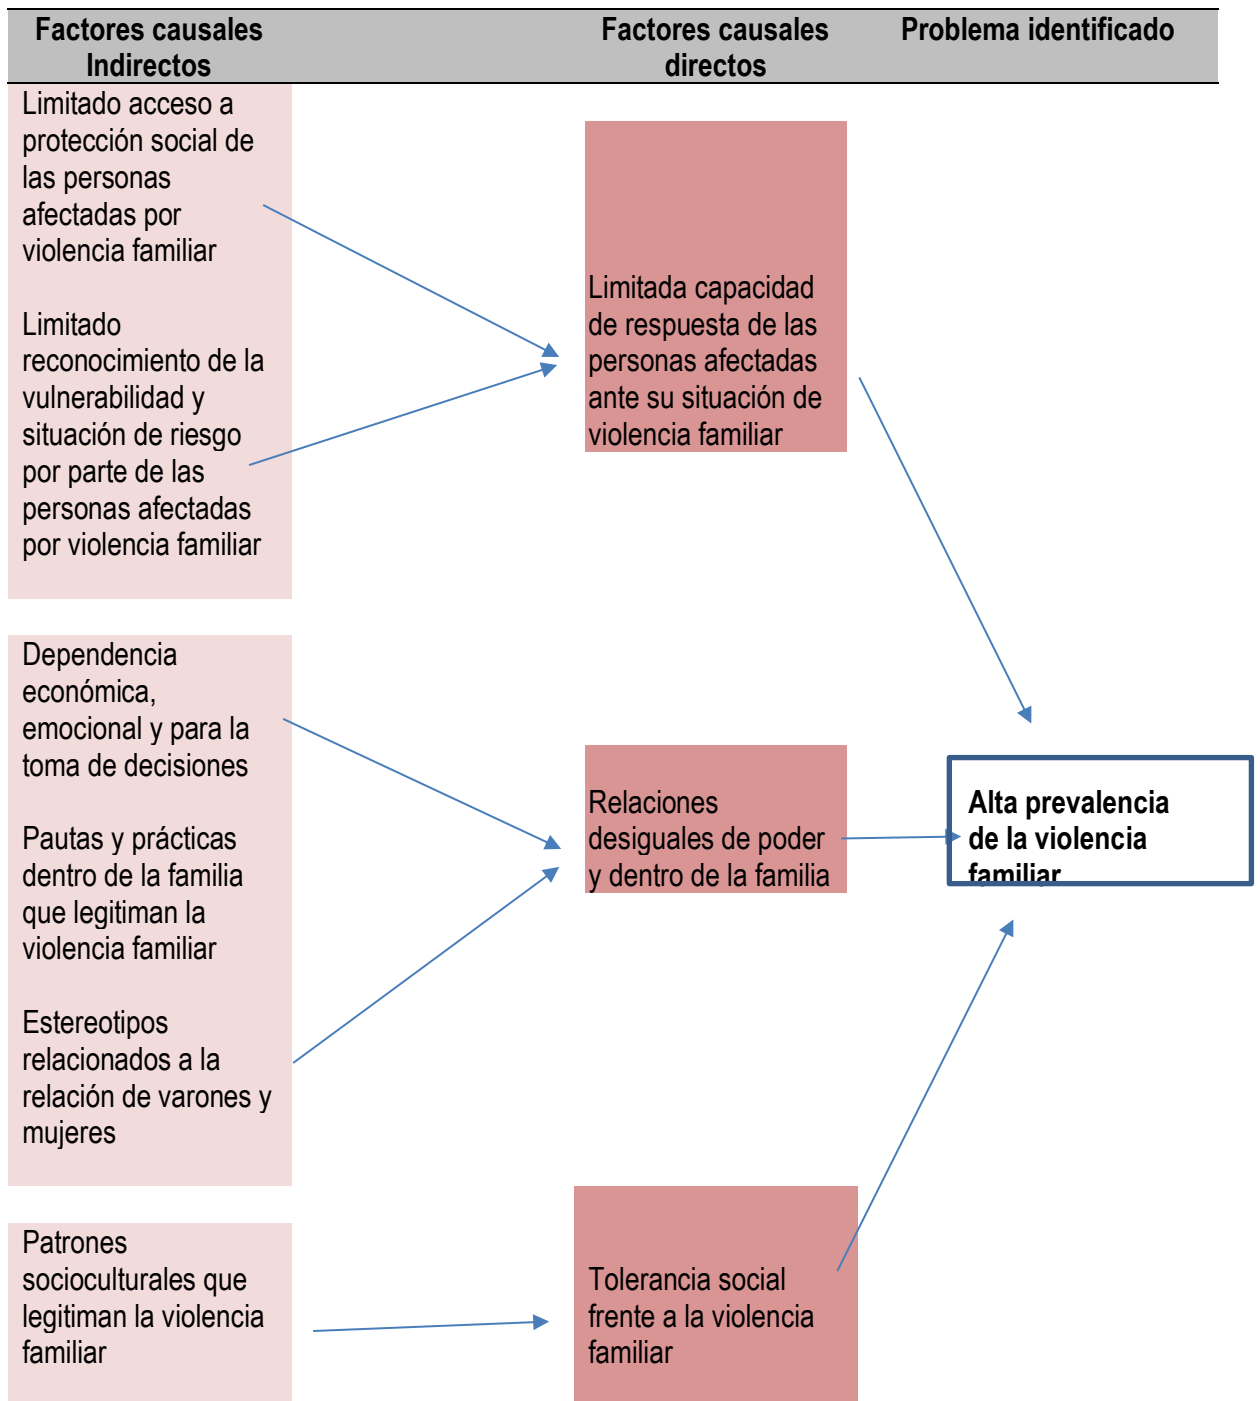 Factores causales
Indirectos
Factores causales
directos
Problema identificado
Limitado acceso a
protección social de
las personas
afectadas por
violencia familiar
Limitado
reconocimiento de la
vulnerabilidad y
situación de riesgo
por parte de las
personas afectadas
por violencia familiar
Limitada capacidad
de respuesta de las
personas afectadas
ante su situación de
violencia familiar
Dependencia
económica,
emocional y para la
toma de decisiones
Pautas y prácticas
dentro de la familia
que legitiman la
violencia familiar
Estereotipos
relacionados a la
relación de varones y
mujeres
Relaciones
desiguales de poder
y dentro de la familia
Alta prevalencia
de la violencia
familiar
Patrones
socioculturales que
legitiman la violencia
familiar
Tolerancia social
frente a la violencia
familiar